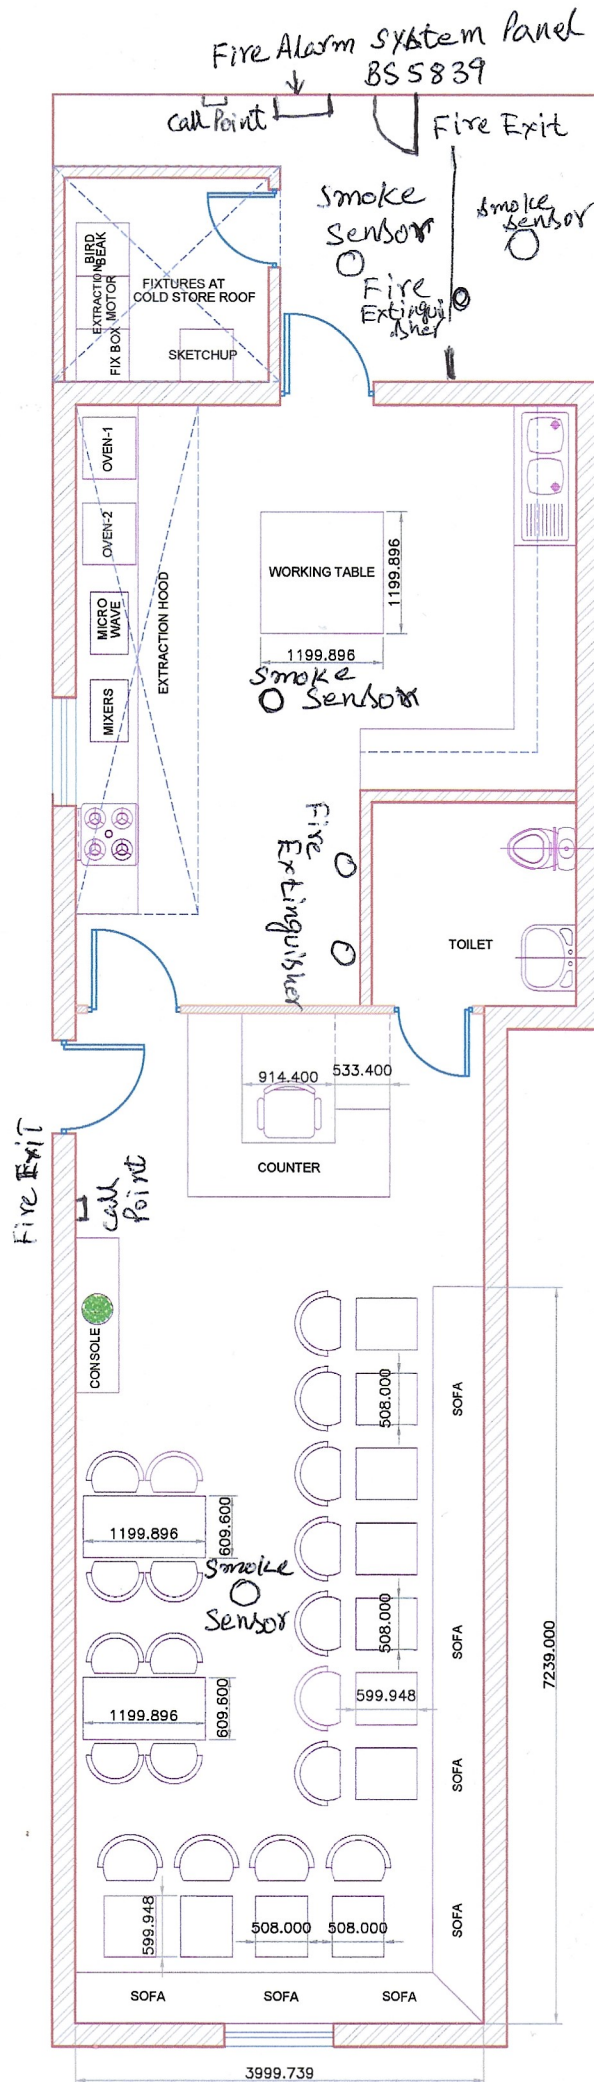 Fire Alarm System Panel
BS 5839
Call Point
Fire Exit
Smoke
Sensor
Smoke
Sensor
Fire
Extingui
sher
BIRD
BEAK
EXTRACTION
MOTOR
FIX BOX
FIXTURES AT
COLD STORE ROOF
SKETCHUP
OVEN-1
OVEN-2
MICRO
WAVE
MIXERS
EXTRACTION HOOD
WORKING TABLE
1199.896
1199.896
Smoke
Sensor
Fire
Extinguisher
TOILET
914.400
533.400
COUNTER
Fire Exit
Call
Point
CONSOLE
SOFA
508.000
1199.896
609.600
Smoke
Sensor
508.000
SOFA
7239.000
1199.896
609.600
599.948
SOFA
599.948
508.000
508.000
SOFA
SOFA
SOFA
SOFA
3999.739